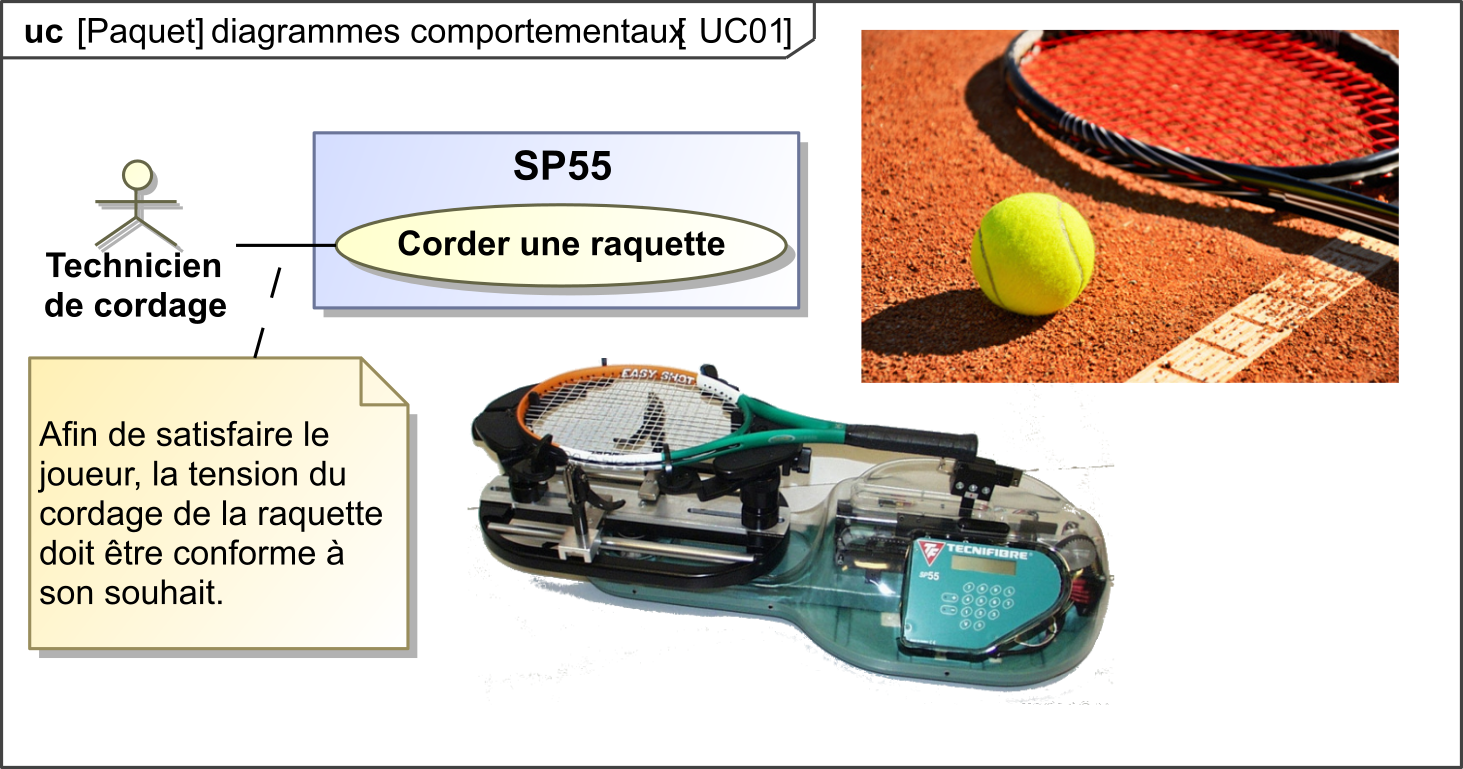 uc [Paquet] diagrammes comportementaux[ UC01]
SP55
Corder une raquette
Technicien
de cordage
Afin de satisfaire le
joueur, la tension du
cordage de la raquette
doit être conforme à
son souhait.
EASY SHOT
TECNIFIBRE
SP55